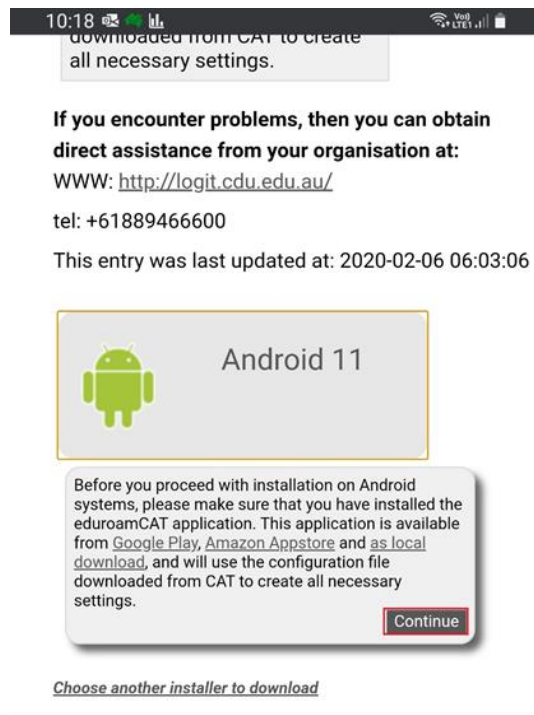 10:18
Vo)) LTE1
downloaded from CAT to create
all necessary settings.
If you encounter problems, then you can obtain
direct assistance from your organisation at:
WWW: http://logit.cdu.edu.au/
tel: +61889466600
This entry was last updated at: 2020-02-06 06:03:06
Android 11
Before you proceed with installation on Android
systems, please make sure that you have installed the
eduroamCAT application. This application is available
from Google Play, Amazon Appstore and as local
download, and will use the configuration file
downloaded from CAT to create all necessary
settings.
Continue
Choose another installer to download